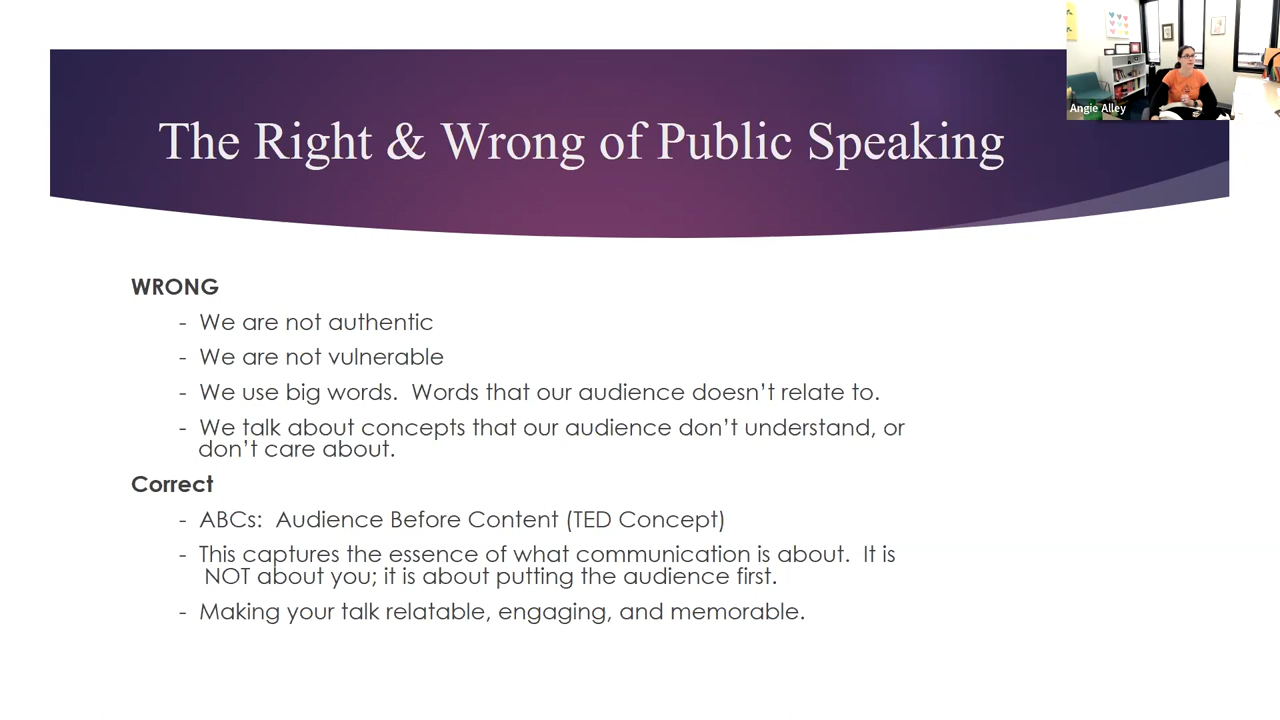 The Right & Wrong of Public Speaking
Angie Alley
WRONG
- We are not authentic
- We are not vulnerable
- We use big words.  Words that our audience doesn’t relate to.
- We talk about concepts that our audience don’t understand, or
don’t care about.
Correct
- ABCs:  Audience Before Content (TED Concept)
- This captures the essence of what communication is about.  It is
NOT about you; it is about putting the audience first.
- Making your talk relatable, engaging, and memorable.